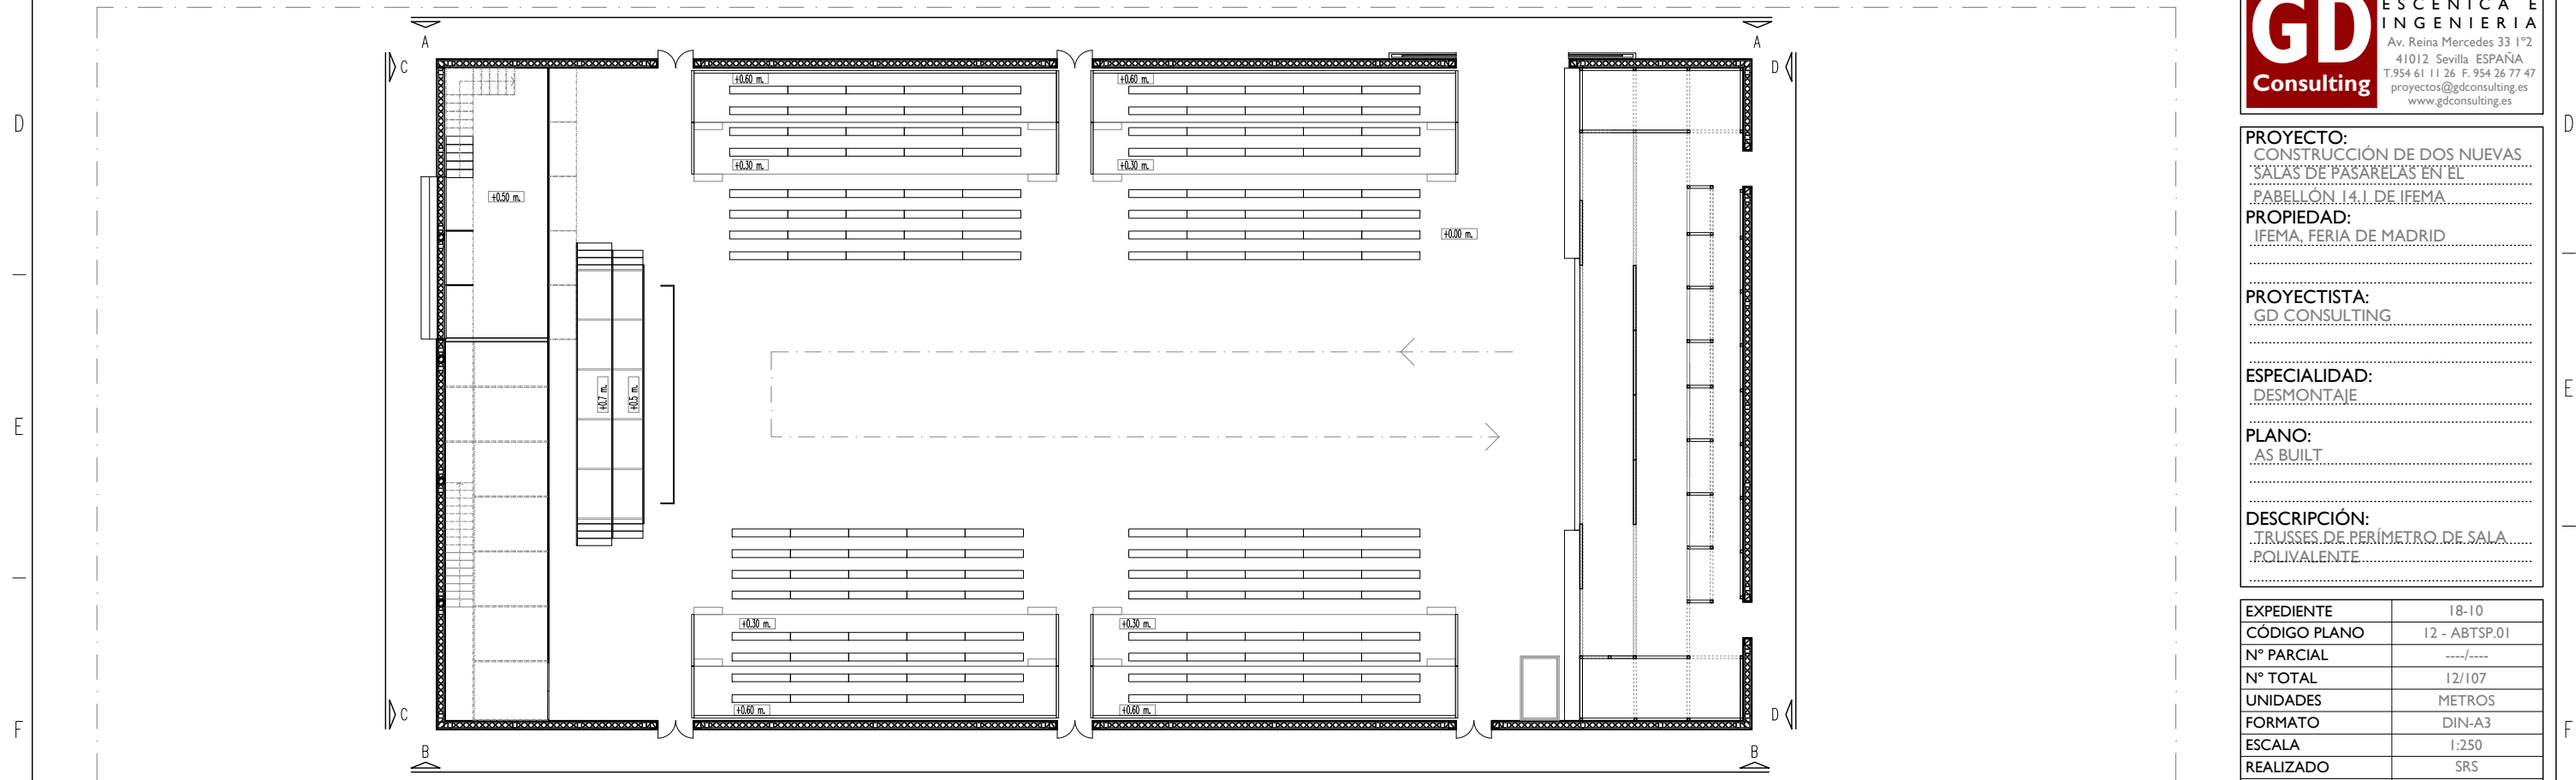 A
A
C
D
+0.60 m.
+0.60 m.
D
D
+0.30 m.
+0.30 m.
+0.50 m.
+0.00 m.
E
E
+0.7 m.
+0.5 m.
+0.30 m.
+0.30 m.
+0.60 m.
+0.60 m.
C
D
F
F
B
B
GD
Consulting
ESCÉNICA E
INGENIERIA
Av. Reina Mercedes 33 1º2
41012 Sevilla ESPAÑA
T.954 61 11 26 F. 954 26 77 47
proyectos@gdconsulting.es
www.gdconsulting.es
PROYECTO:
CONSTRUCCIÓN DE DOS NUEVAS
SALAS DE PASARELAS EN EL
PABELLÓN 14.1 DE IFEMA
PROPIEDAD:
IFEMA, FERIA DE MADRID
PROYECTISTA:
GD CONSULTING
ESPECIALIDAD:
DESMONTAJE
PLANO:
AS BUILT
DESCRIPCIÓN:
TRUSSES DE PERÍMETRO DE SALA
POLIVALENTE
EXPEDIENTE 18-10
CÓDIGO PLANO 12 - ABTSP.01
Nº PARCIAL ----/----
Nº TOTAL 12/107
UNIDADES METROS
FORMATO DIN-A3
ESCALA 1:250
REALIZADO SRS